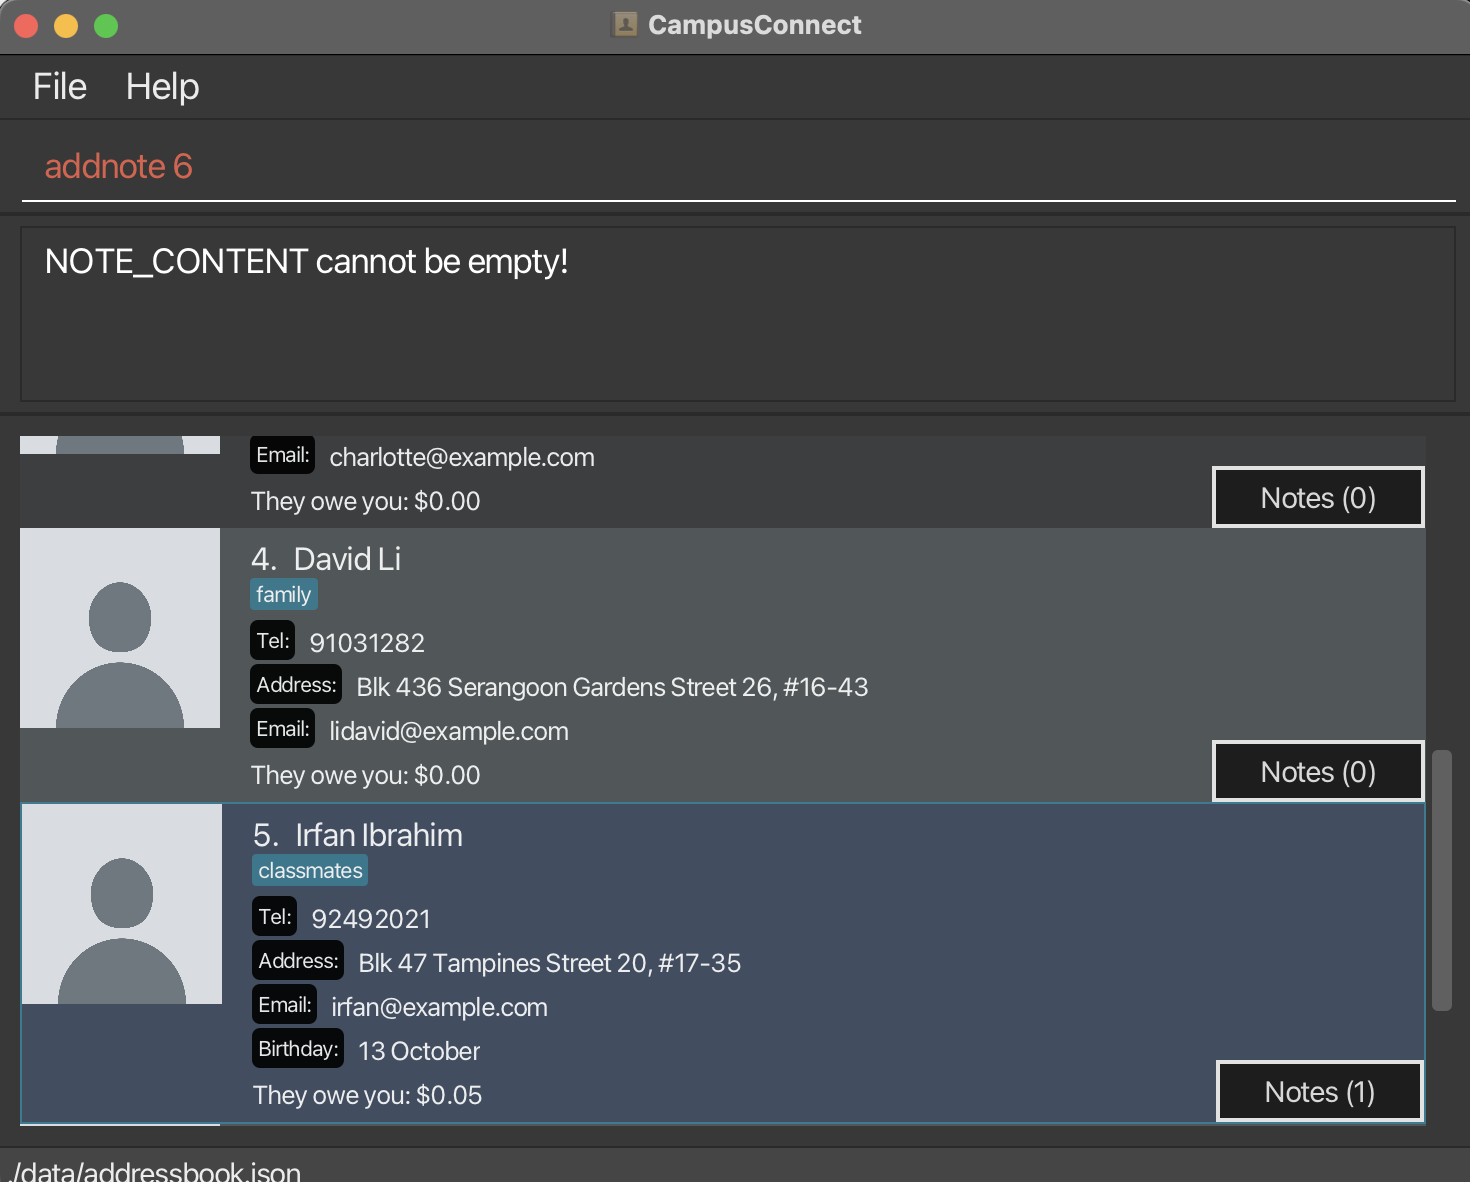 CampusConnect
File Help
addnote 6
NOTE_CONTENT cannot be empty!
Email: charlotte@example.com
They owe you: $0.00
Notes (0)
4. David Li
family
Tel: 91031282
Address: Blk 436 Serangoon Gardens Street 26, #16-43
Email: lidavid@example.com
They owe you: $0.00
Notes (0)
5. Irfan Ibrahim
classmates
Tel: 92492021
Address: Blk 47 Tampines Street 20, #17-35
Email: irfan@example.com
Birthday: 13 October
They owe you: $0.05
Notes (1)
./data/addressbook.json